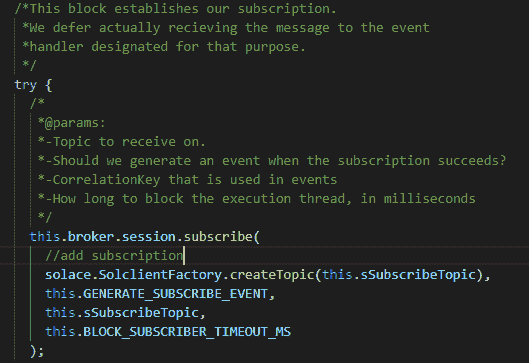 /*This block establishes our subscription.
*We defer actually recieving the message to the event
*handler designated for that purpose.
*/
try {
/*
*@params:
*-Topic to receive on.
*-Should we generate an event when the subscription succeeds?
*-CorrelationKey that is used in events
*-How long to block the execution thread, in milliseconds
*/
this.broker.session.subscribe(
//add subscription
solace.SolclientFactory.createTopic(this.sSubscribeTopic),
this.GENERATE_SUBSCRIBE_EVENT,
this.sSubscribeTopic,
this.BLOCK_SUBSCRIBER_TIMEOUT_MS
);